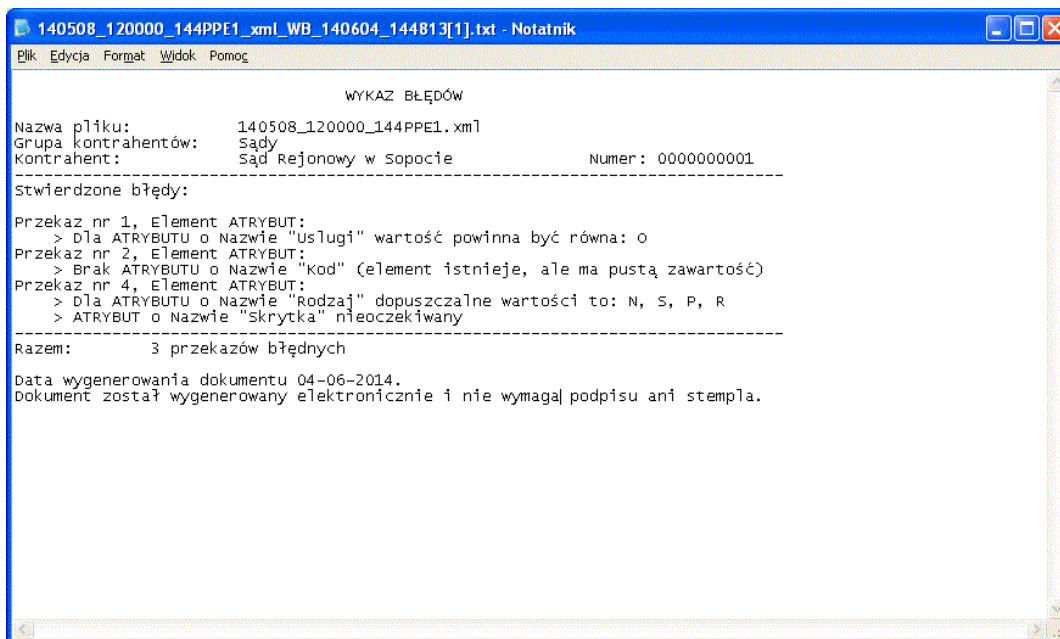 140508_120000_144PPE1_xml_WB_140604_144813[1].txt - Notatnik
Plik Edycja Format Widok Pomoc
WYKAZ BŁĘDÓW
Nazwa pliku: 140508_120000_144PPE1.xml
Grupa kontrahentów: Sądy
Kontrahent: Sąd Rejonowy w Sopocie Numer: 0000000001
--------------------------------------------------------------------------------
Stwierdzone błędy:
Przekaz nr 1, Element ATRYBUT:
> Dla ATRYBUTU o Nazwie "Uslugi" wartość powinna być równa: O
Przekaz nr 2, Element ATRYBUT:
> Brak ATRYBUTU o Nazwie "Kod" (element istnieje, ale ma pustą zawartość)
Przekaz nr 4, Element ATRYBUT:
> Dla ATRYBUTU o Nazwie "Rodzaj" dopuszczalne wartości to: N, S, P, R
> ATRYBUT o Nazwie "Skrytka" nieoczekiwany
--------------------------------------------------------------------------------
Razem: 3 przekazów błędnych
Data wygenerowania dokumentu 04-06-2014.
Dokument został wygenerowany elektronicznie i nie wymaga podpisu ani stempla.